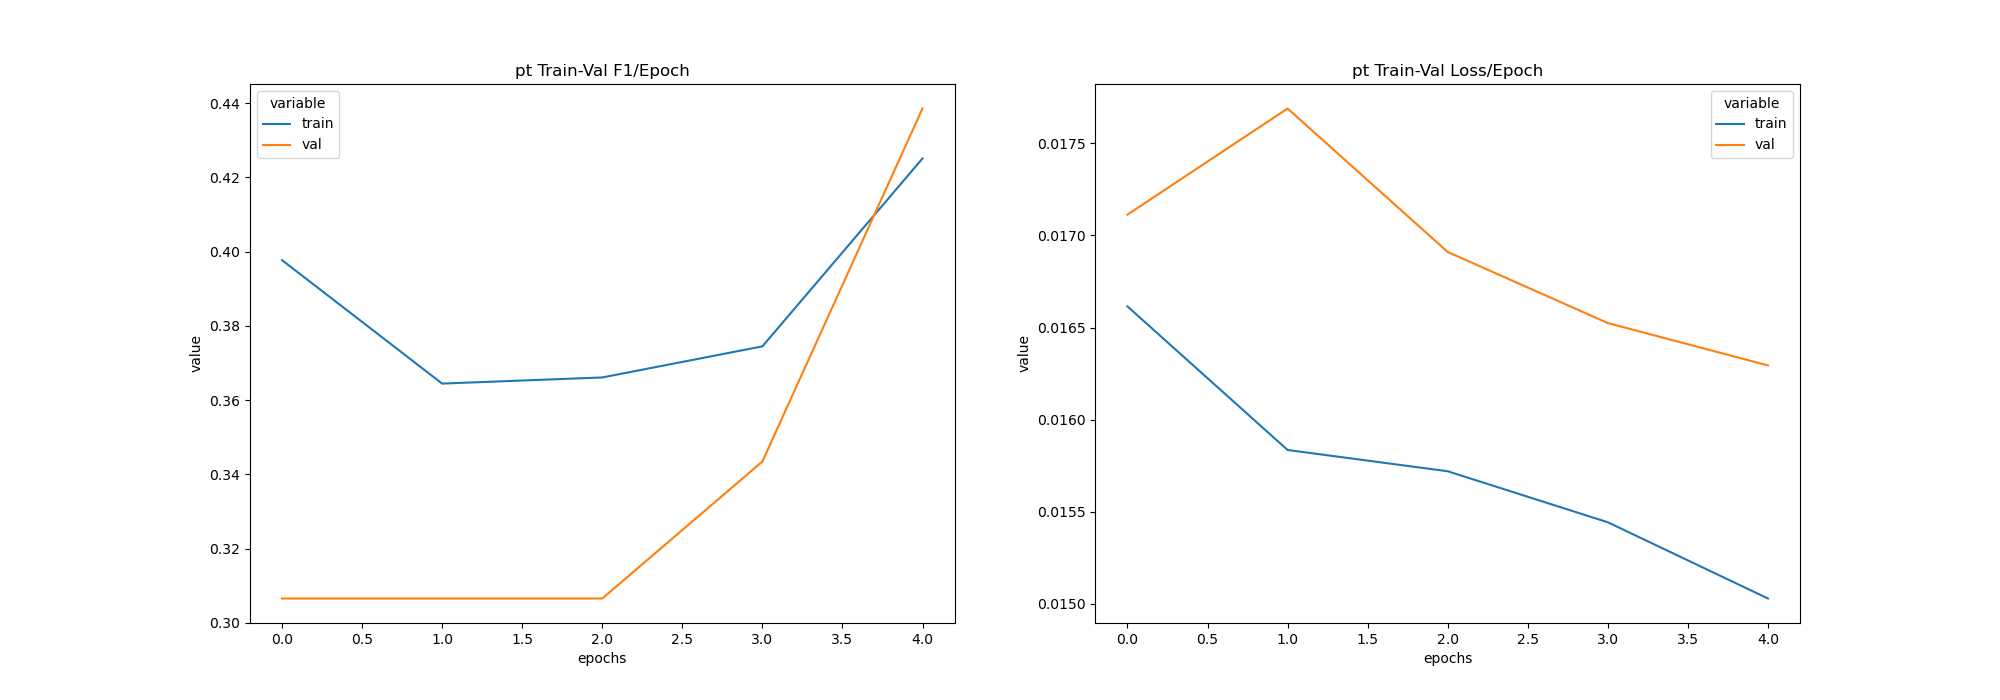 pt Train-Val F1/Epoch
variable
train
val
0.44
0.42
0.40
0.38
0.36
0.34
0.32
0.30
value
0.0 0.5 1.0 1.5 2.0 2.5 3.0 3.5 4.0
epochs
pt Train-Val Loss/Epoch
variable
train
val
0.0175
0.0170
0.0165
0.0160
0.0155
0.0150
value
0.0 0.5 1.0 1.5 2.0 2.5 3.0 3.5 4.0
epochs